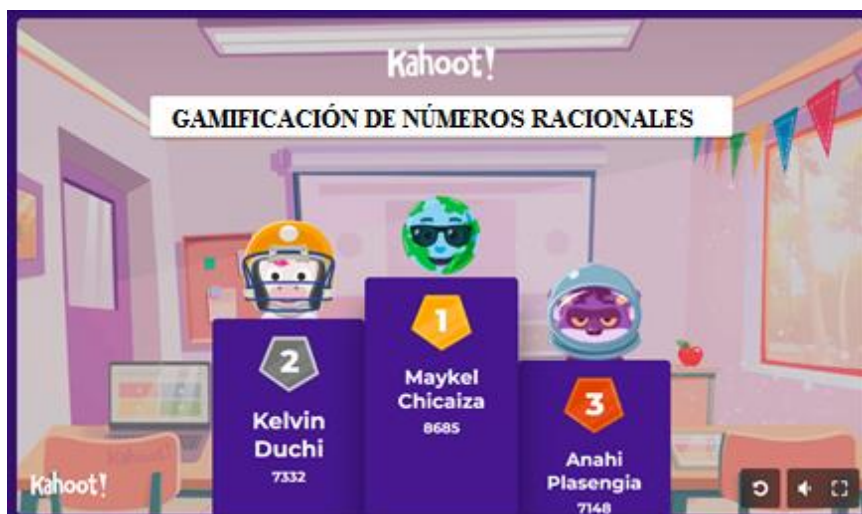 Kahoot!
GAMIFICACIÓN DE NÚMEROS RACIONALES
1
Maykel
Chicaiza
8685
2
Kelvin
Duchi
7332
3
Anahi
Plasengia
7148
Kahoot!